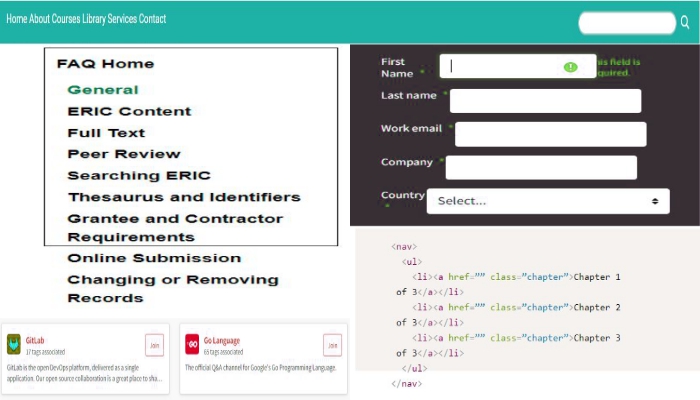 Home About Courses Library Services Contact
FAQ Home
General
ERIC Content
Full Text
Peer Review
Searching ERIC
Thesaurus and Identifiers
Grantee and Contractor
Requirements
Online Submission
Changing or Removing
Records
First
Name *
is field is
quired.
Last name *
Work email *
Company *
Country
*
Select...
<nav>
<ul>
<li><a href="" class="chapter">Chapter 1
of 3</a></li>
<li><a href="" class="chapter">Chapter 2
of 3</a></li>
<li><a href="" class="chapter">Chapter 3
of 3</a></li>
</ul>
</nav>
GitLab
17 tags associated
Join
GitLab is the open DevOps platform, delivered as a single
application. Our open source collaboration is a great place to sha...
Go Language
65 tags associated
Join
The official Q&A channel for Google's Go Programming Language.